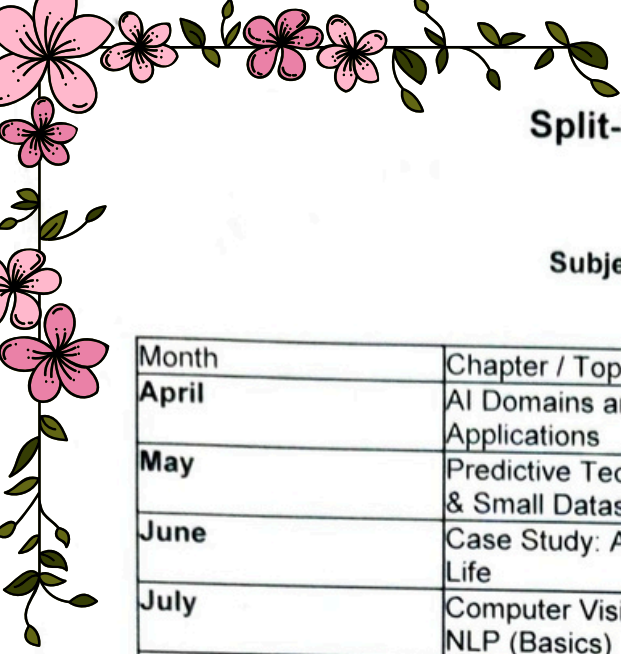 Split-
Subje
Month
Chapter / Top
April
AI Domains a
Applications
May
Predictive Tec
& Small Datas
June
Case Study: A
Life
July
Computer Visi
NLP (Basics)